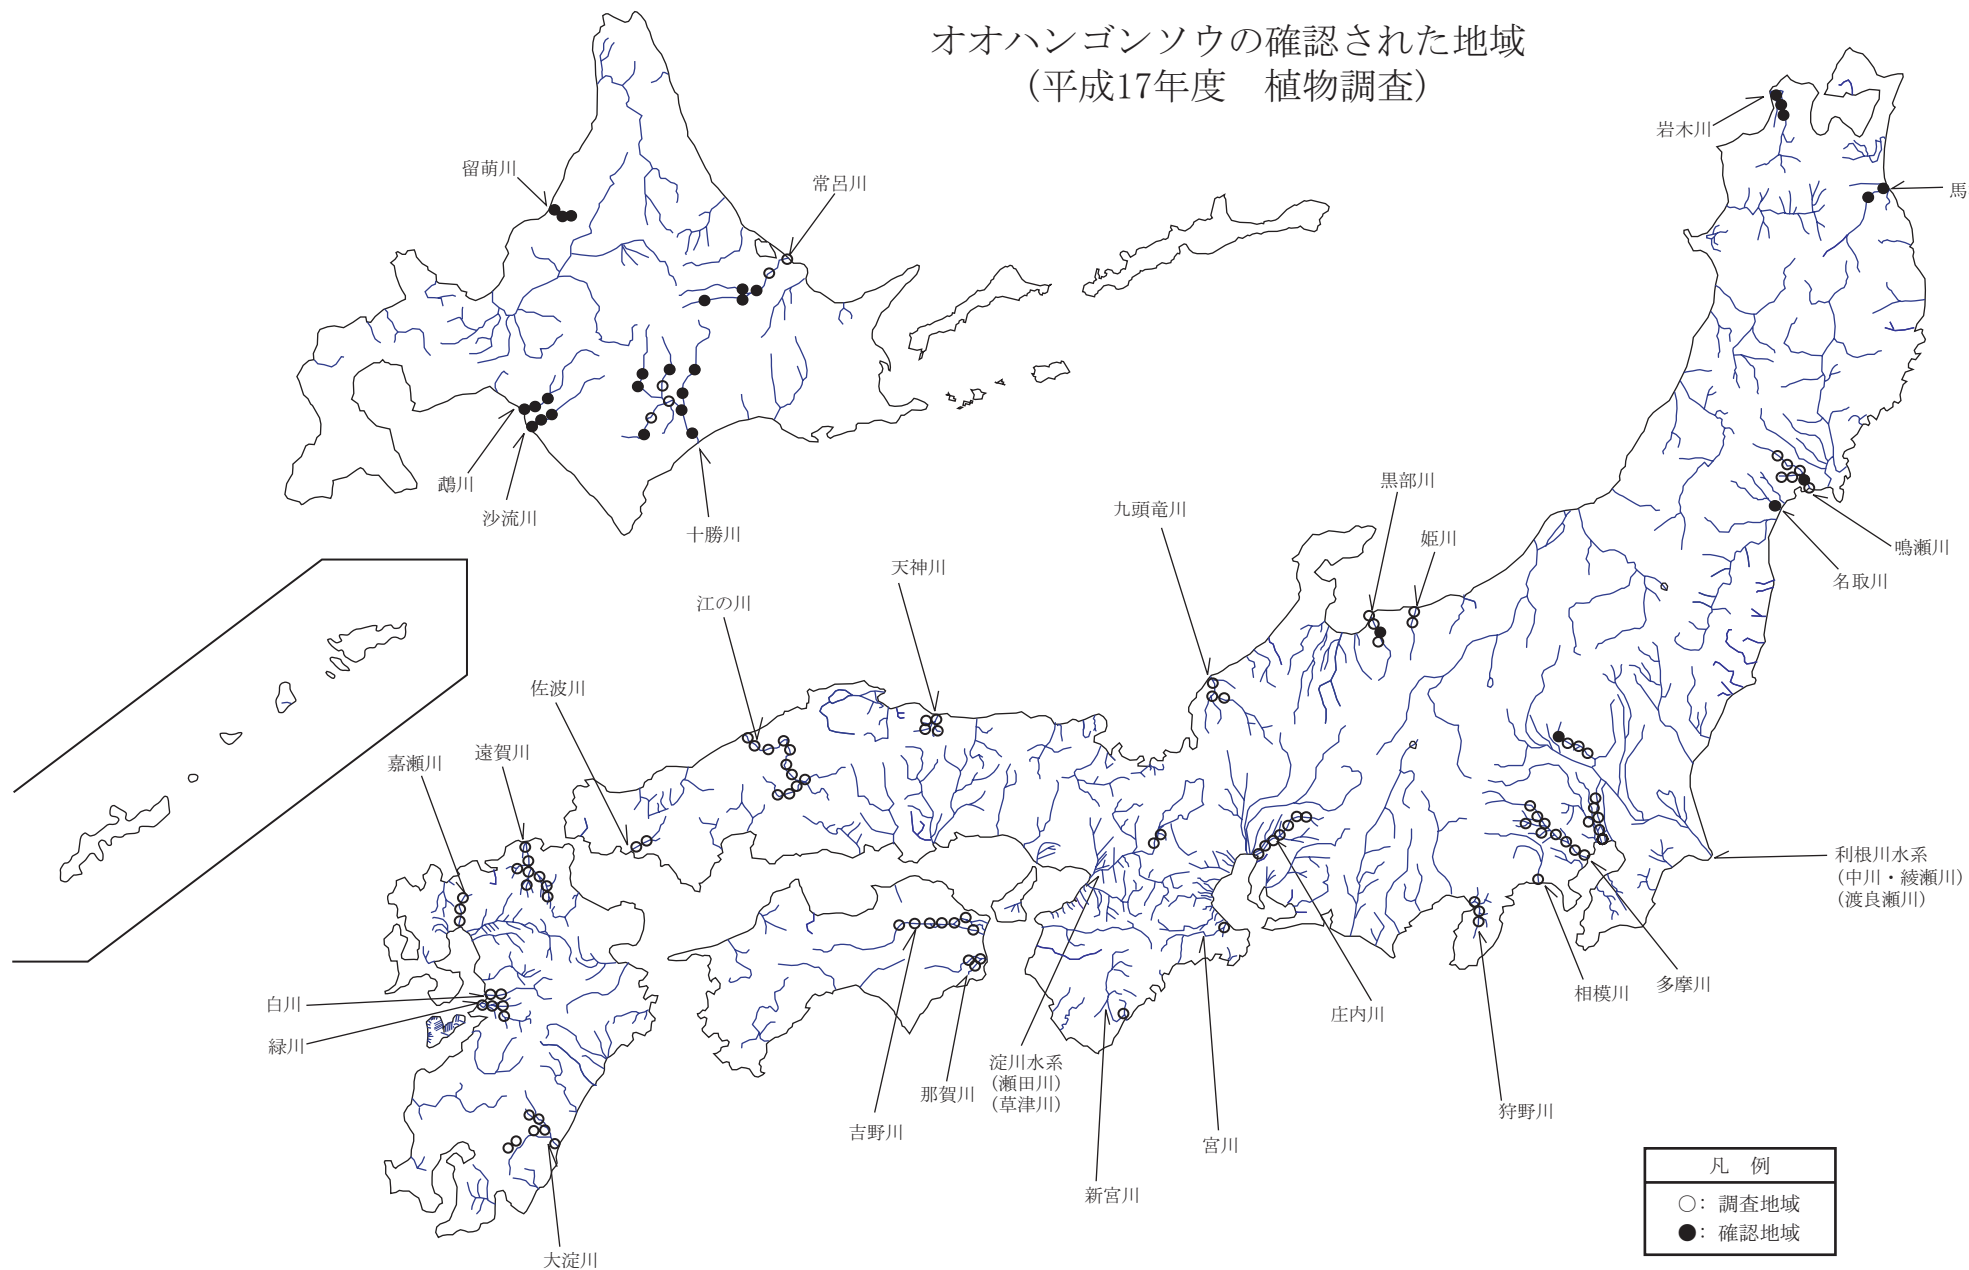 オオハンゴンソウの確認された地域
（平成17年度　植物調査）
岩木川
馬
留萌川
常呂川
鵡川
沙流川
十勝川
九頭竜川
黒部川
姫川
鳴瀬川
名取川
天神川
江の川
佐波川
遠賀川
嘉瀬川
利根川水系
（中川・綾瀬川）
（渡良瀬川）
多摩川
相模川
庄内川
狩野川
白川
緑川
淀川水系
（瀬田川）
（草津川）
那賀川
吉野川
宮川
新宮川
大淀川
凡　例
○：調査地域
●：確認地域